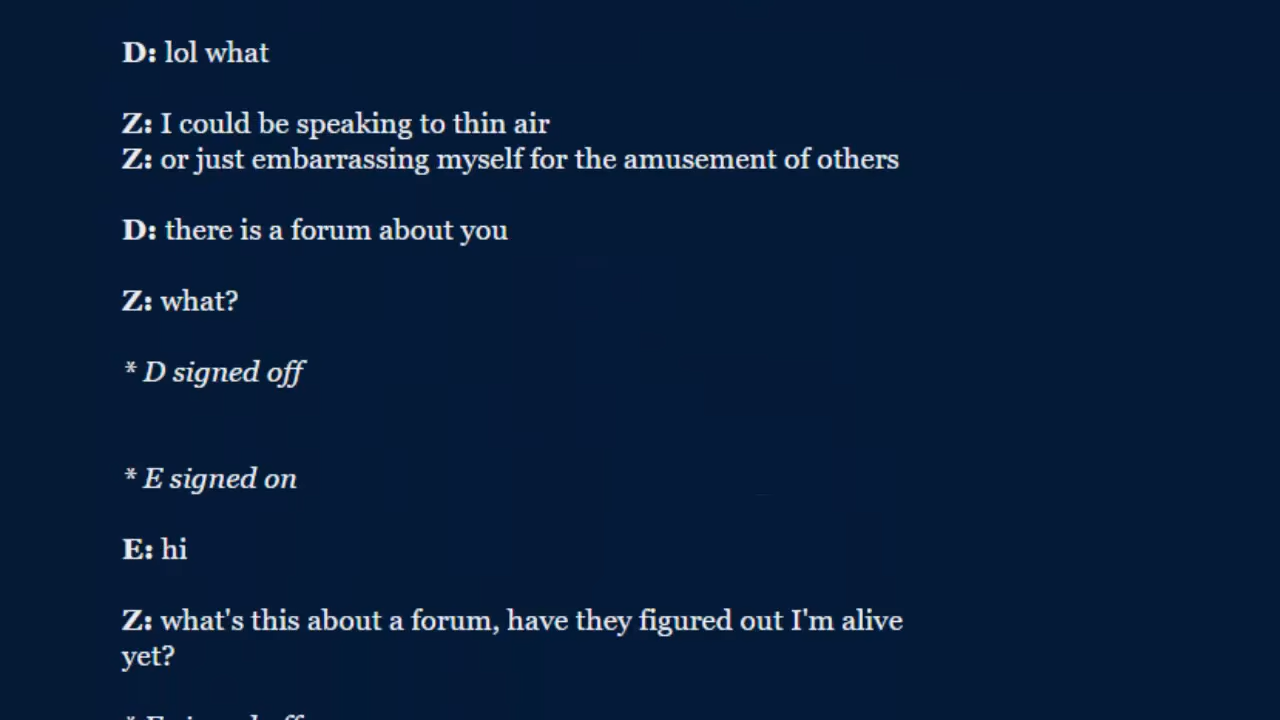 D: lol what
Z: I could be speaking to thin air
Z: or just embarrassing myself for the amusement of others
D: there is a forum about you
Z: what?
* D signed off
* E signed on
E: hi
Z: what's this about a forum, have they figured out I'm alive
yet?
* E signed off